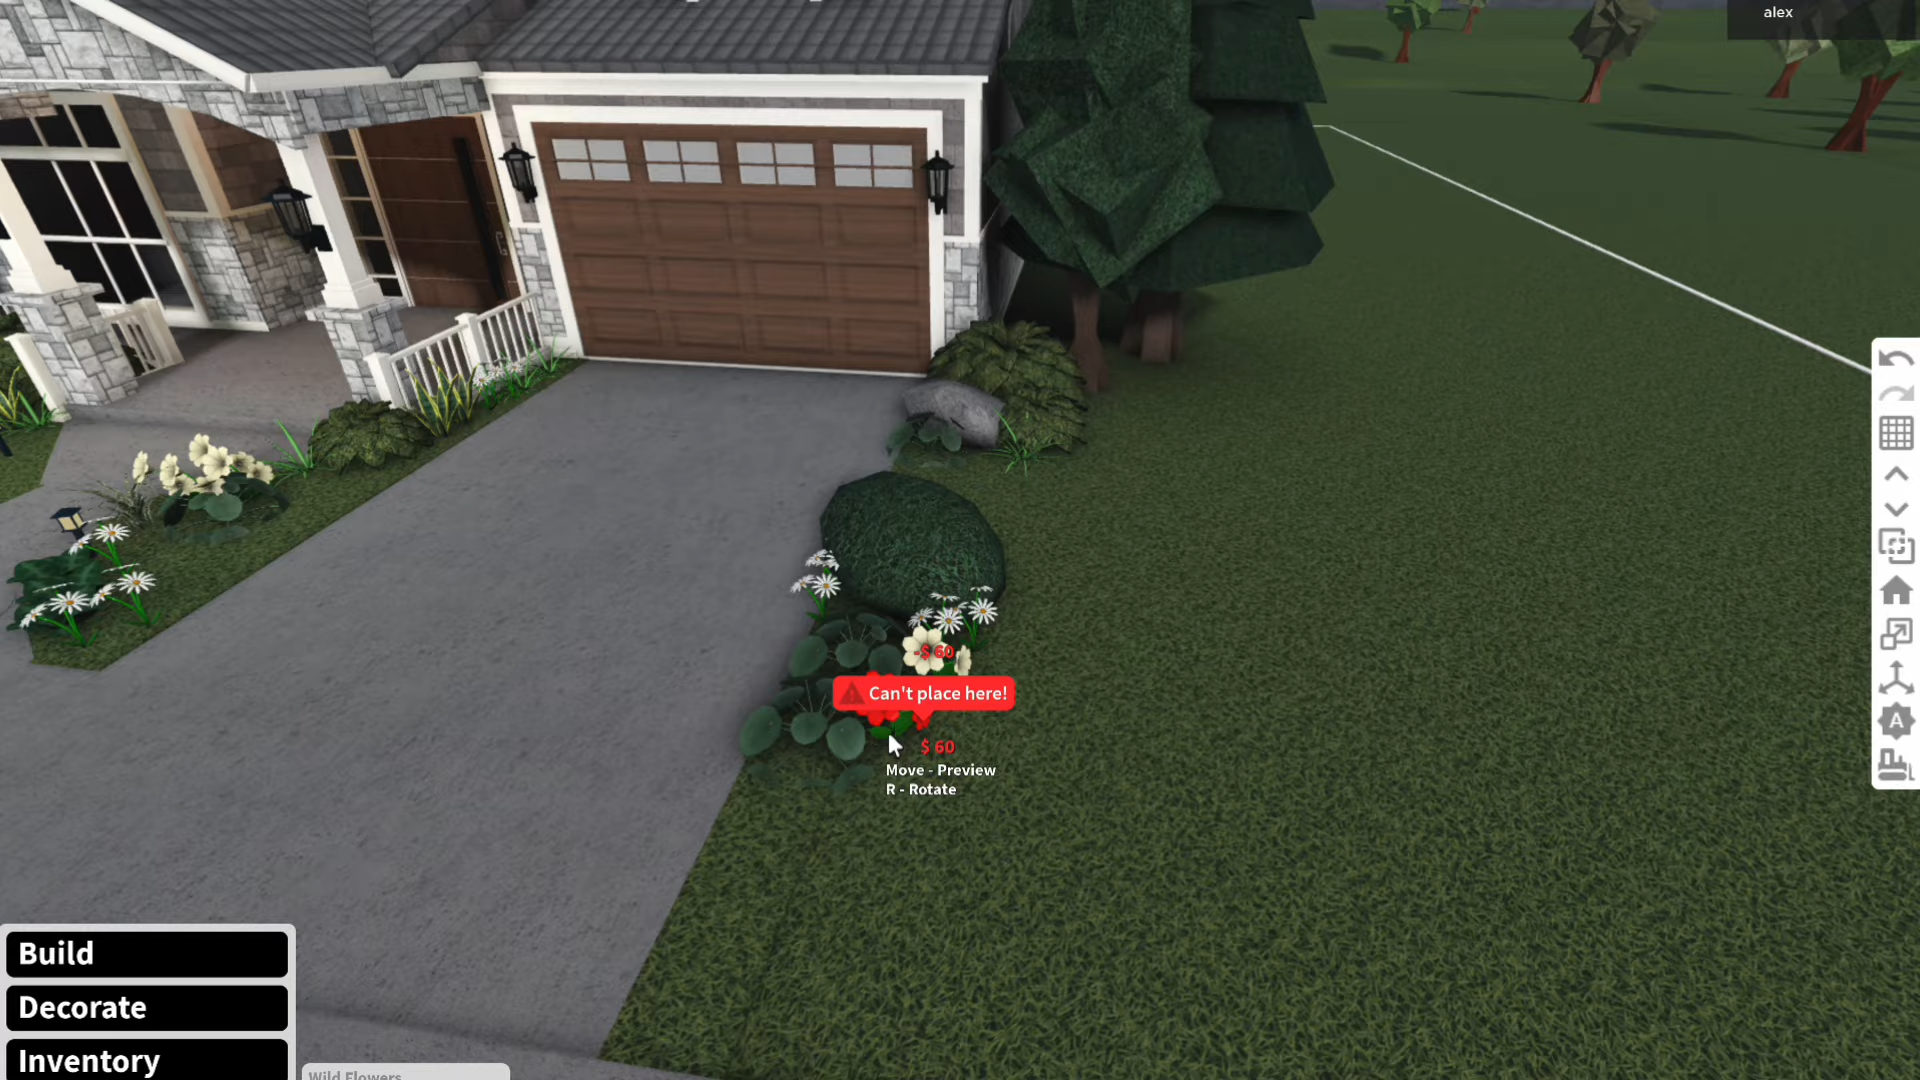 alex
-$ 60
Can't place here!
$ 60
Move - Preview
R - Rotate
A
Build
Decorate
Inventory
Wild Flowers